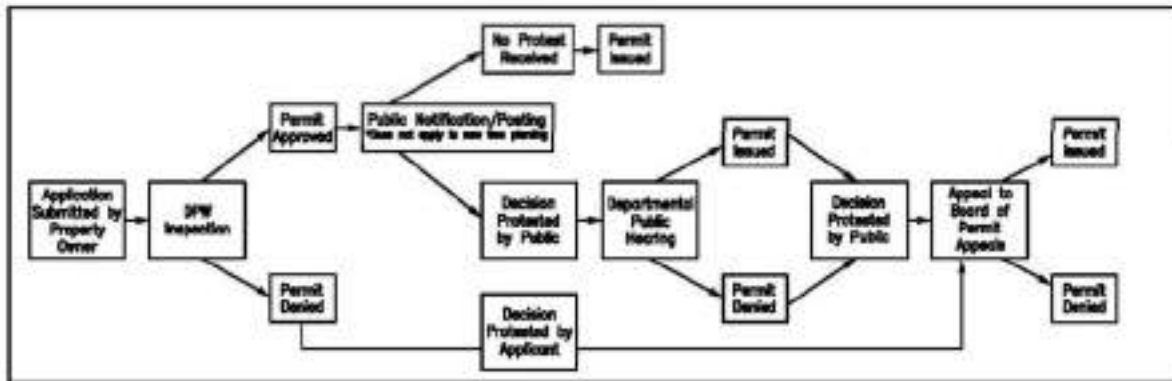 No Protest
Received
Permit
Issued
Permit
Approved
Public Notification/Posting
*Does not apply to new tree planting
Permit
Issued
Permit
Issued
Application
Submitted by
Property
Owner
DPW
Inspection
Decision
Protested
by Public
Departmental
Public
Hearing
Decision
Protested
by Public
Appeal to
Board of
Permit
Appeals
Permit
Denied
Decision
Protested by
Applicant
Permit
Denied
Permit
Denied